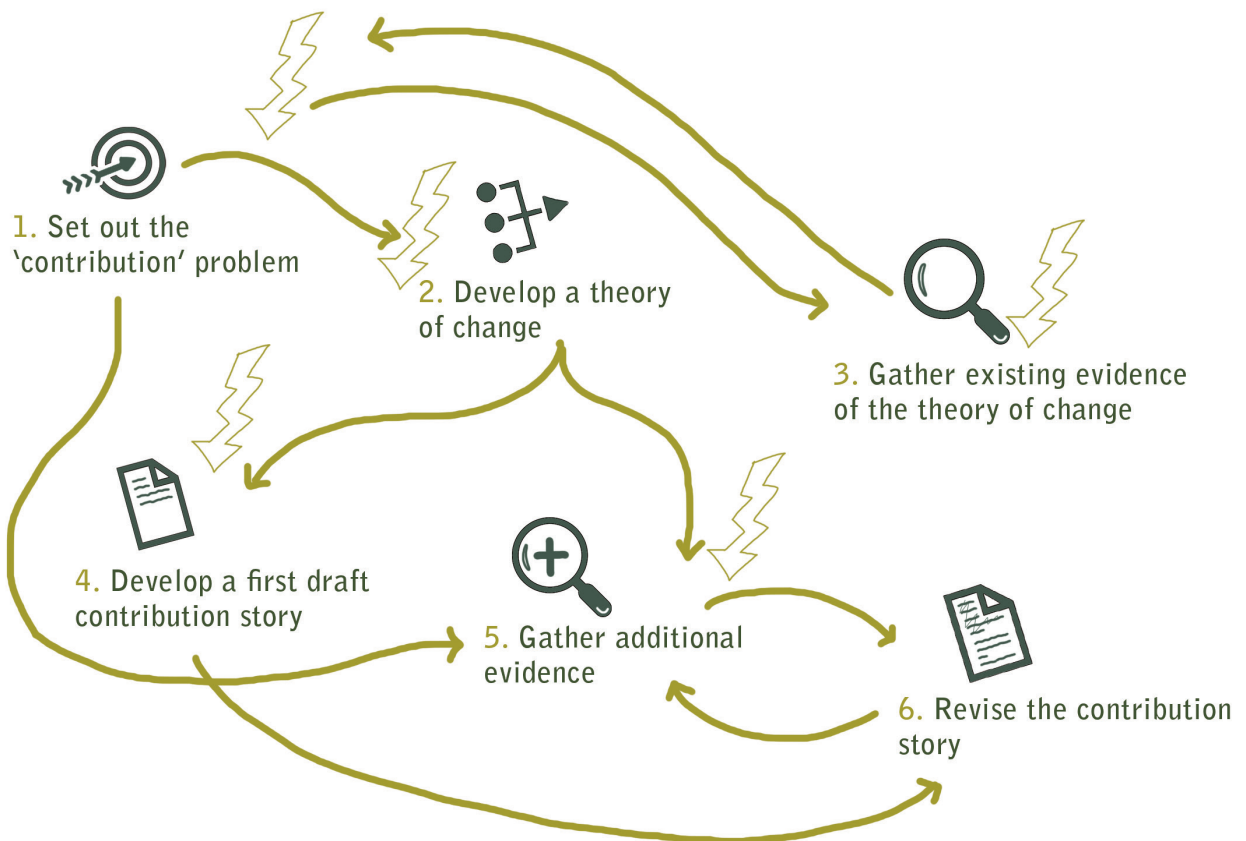 1. Set out the
‘contribution’ problem
2. Develop a theory
of change
3. Gather existing evidence
of the theory of change
4. Develop a first draft
contribution story
5. Gather additional
evidence
6. Revise the contribution
story